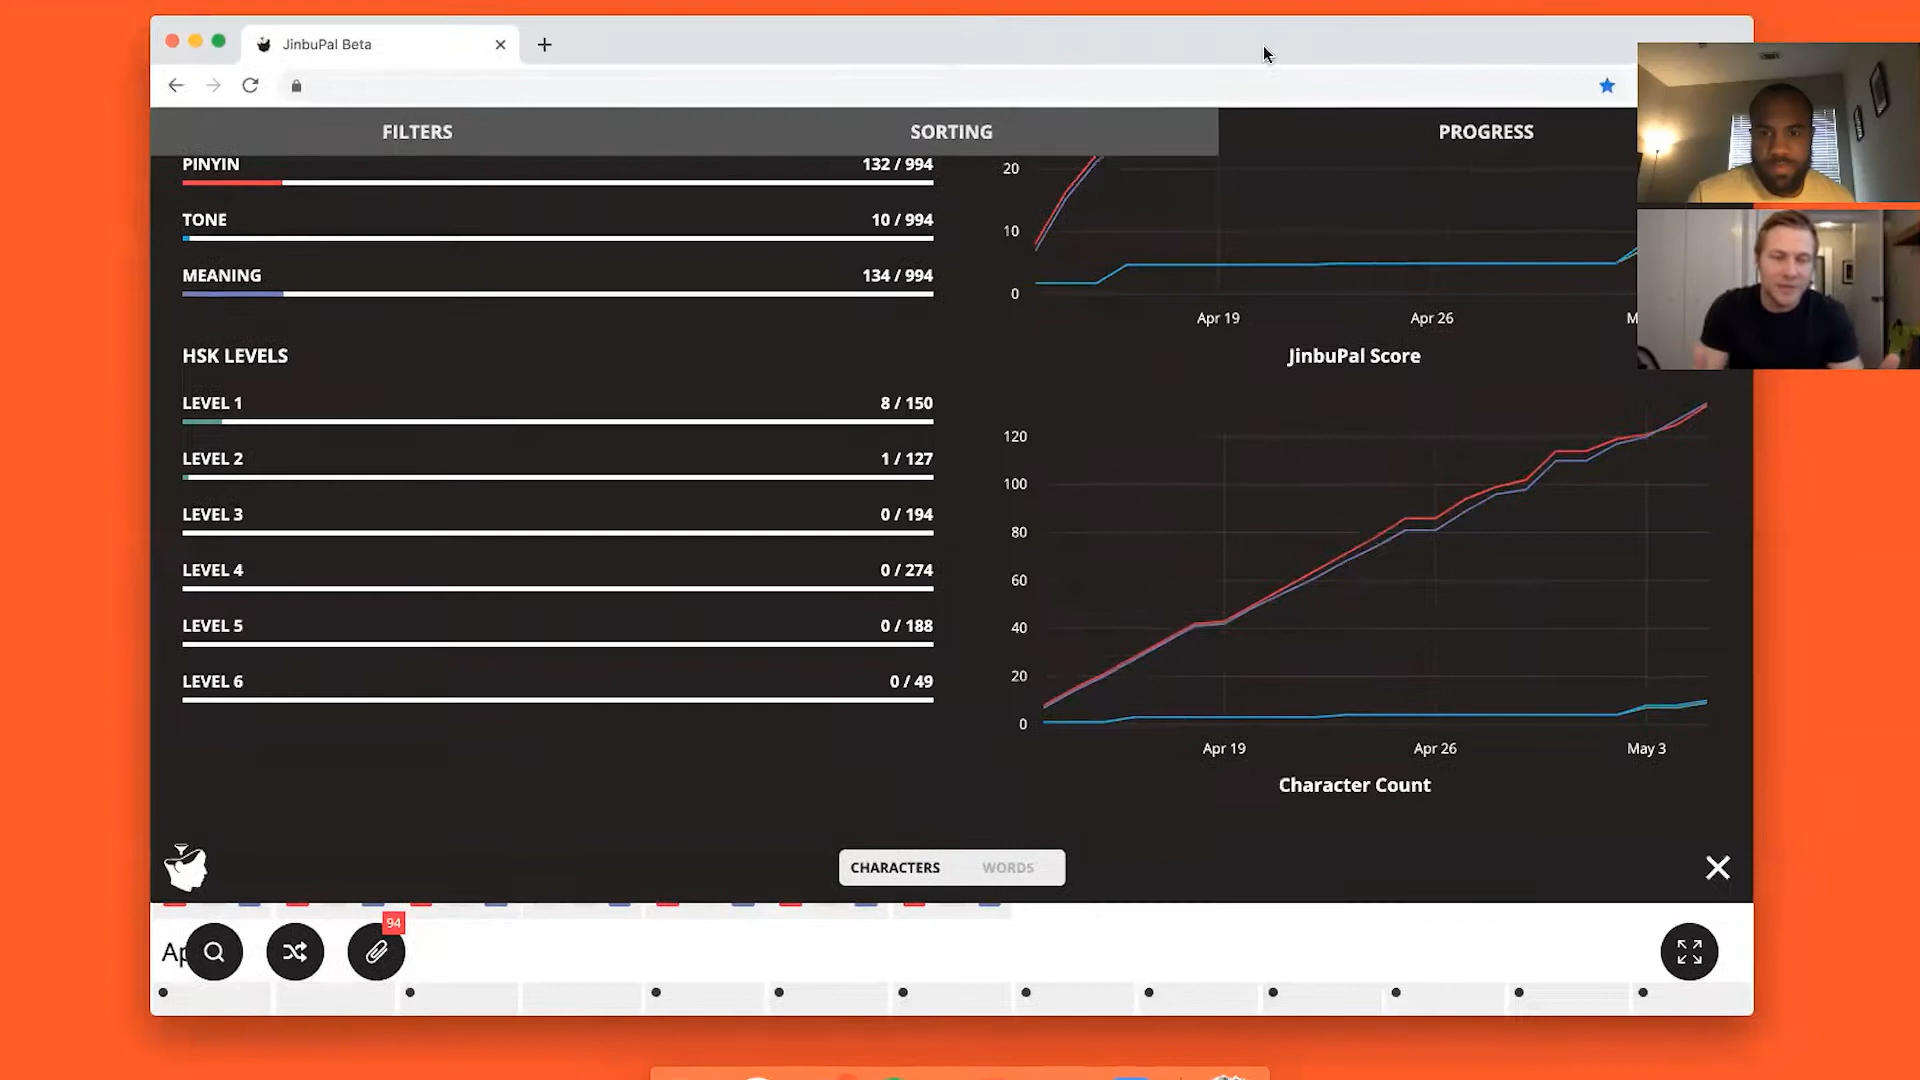 JinbuPal Beta
FILTERS
SORTING
PROGRESS
PINYIN
132 / 994
TONE
10 / 994
MEANING
134 / 994
HSK LEVELS
LEVEL 1
8 / 150
LEVEL 2
1 / 127
LEVEL 3
0 / 194
LEVEL 4
0 / 274
LEVEL 5
0 / 188
LEVEL 6
0 / 49
20
10
0
Apr 19
Apr 26
M
JinbuPal Score
120
100
80
60
40
20
0
Apr 19
Apr 26
May 3
Character Count
CHARACTERS
WORDS
94
Ap